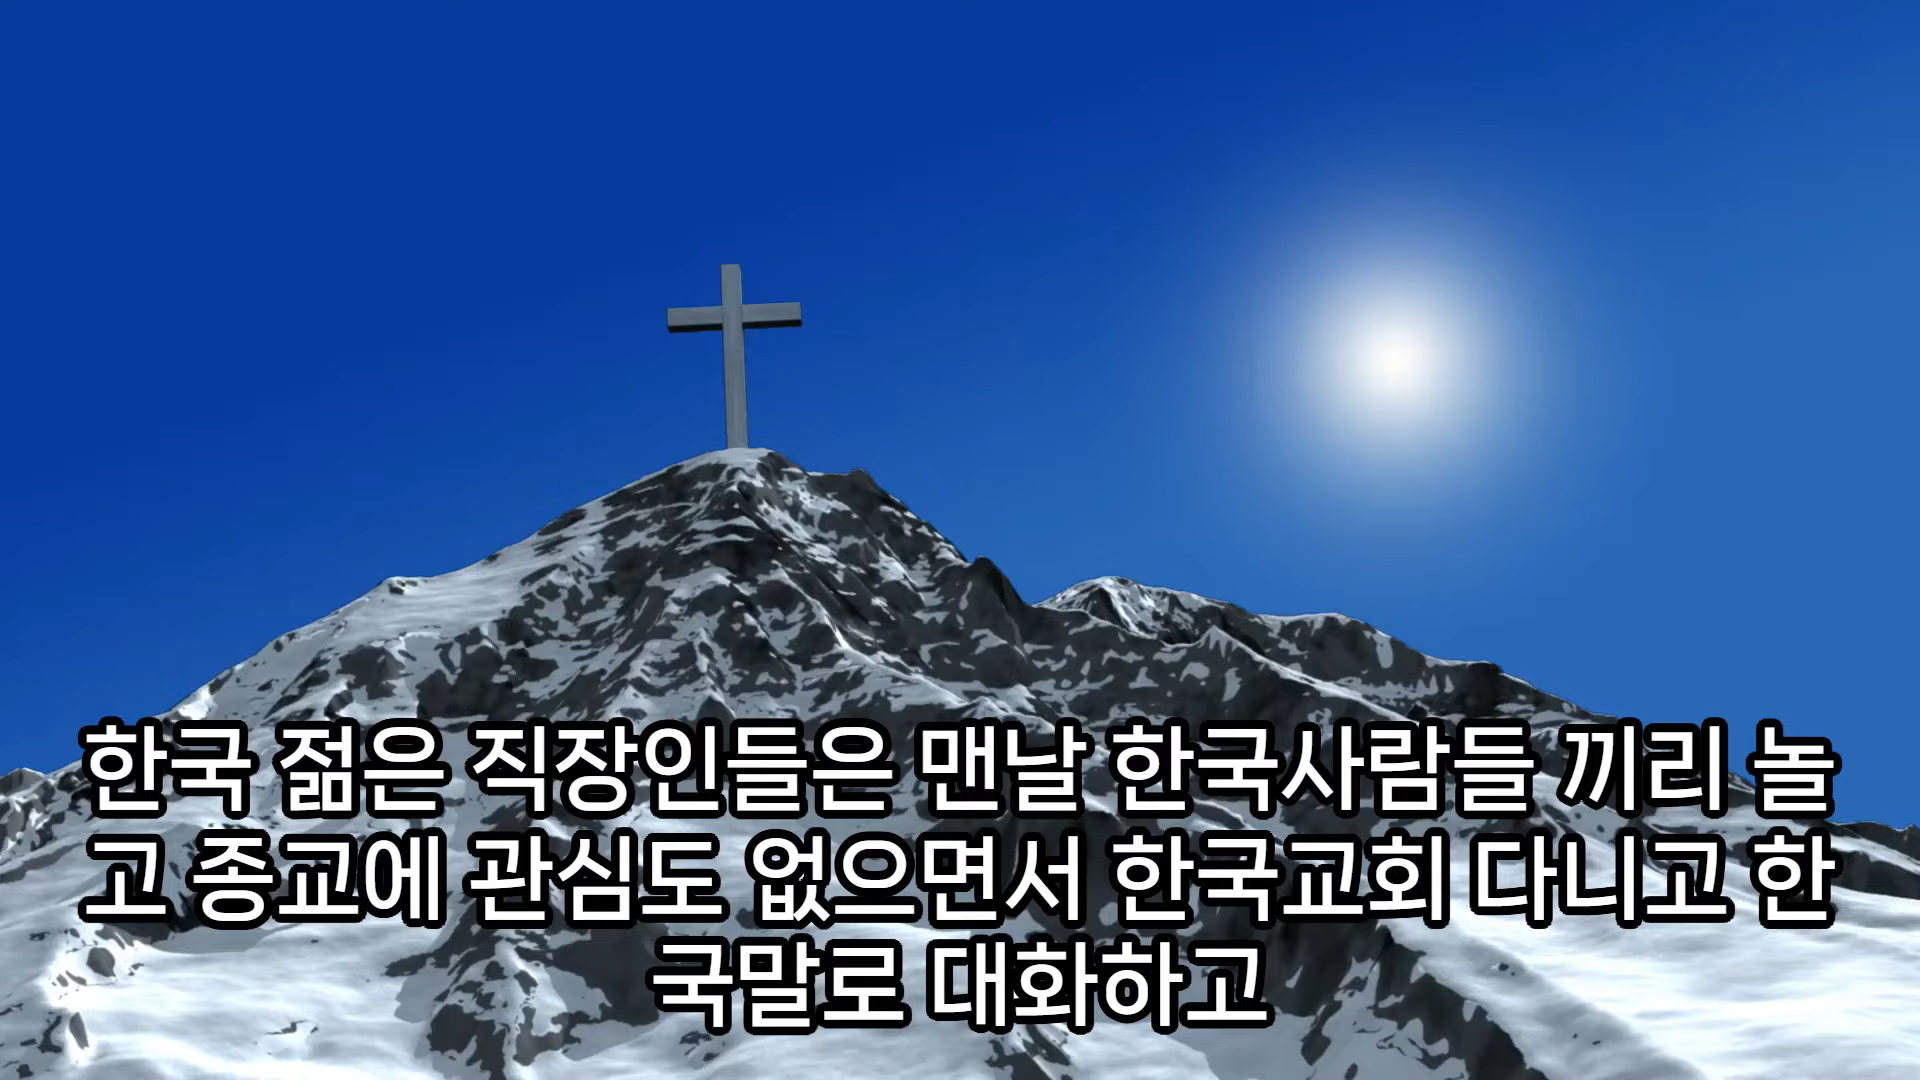 한국 젊은 직장인들은 맨날 한국사람들 끼리 놀
고 종교에 관심도 없으면서 한국교회 다니고 한
국말로 대화하고